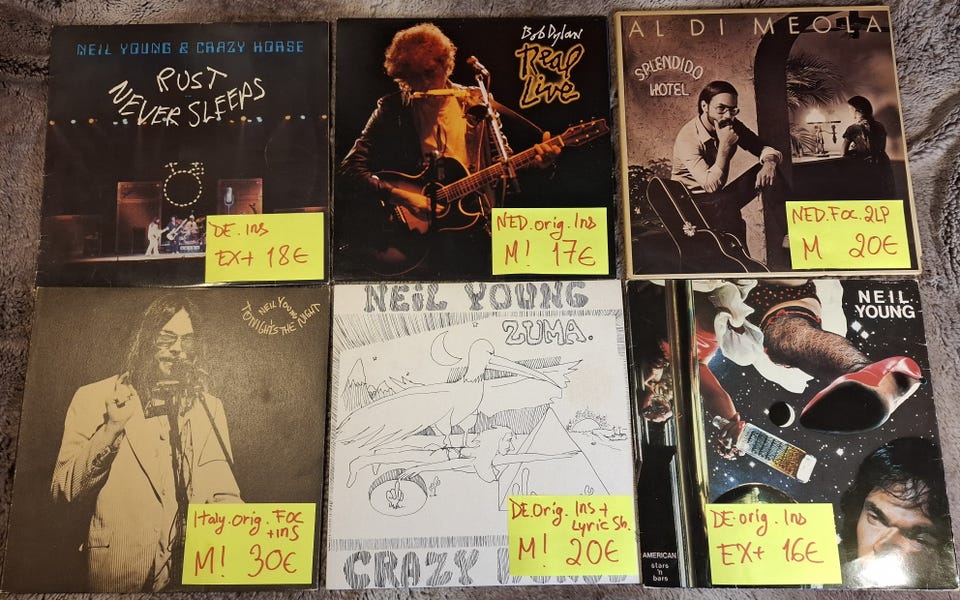 NEIL YOUNG & CRAZY HORSE
RUST
NEVER SLEEPS
DE. Ins
EX+ 18€
Bob Dylan
Real
Live
NED. orig. Ins
M! 17€
AL DI MEOLA
SPLENDIDO
HOTEL
NED. Foc. 2LP
M 20€
NEIL YOUNG
TONIGHT'S THE NIGHT
Italy. orig. Foc
+ins
M! 30€
NEIL YOUNG
ZUMA.
DE. Orig. Ins +
Lyric Sh.
M! 20€
CRAZY
NEIL
YOUNG
AMERICAN
stars
'n
bars
DE. orig. Ins
EX+ 16€